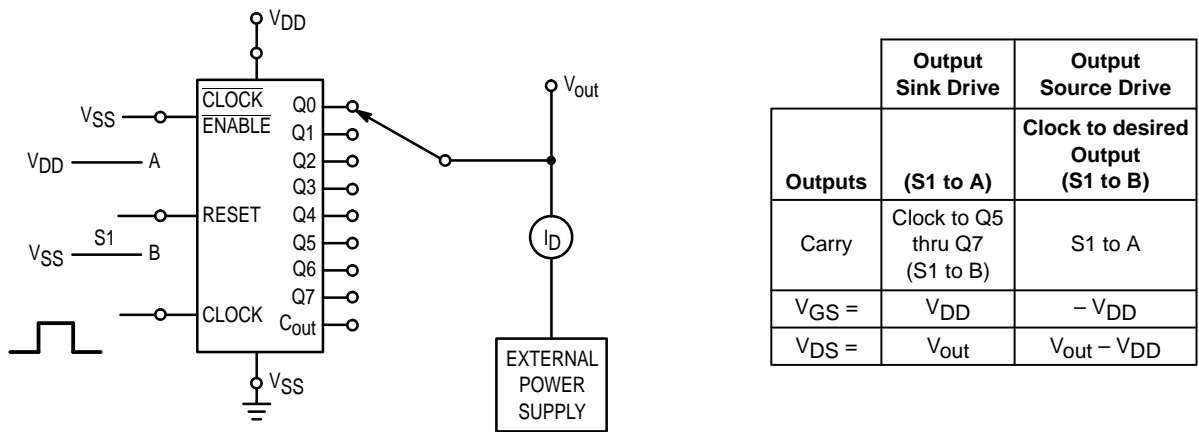 VDD
CLOCK
ENABLE
VSS
VDD
A
RESET
S1
VSS
B
CLOCK
Q0
Q1
Q2
Q3
Q4
Q5
Q6
Q7
Cout
VSS
Vout
ID
EXTERNAL
POWER
SUPPLY
Output
Sink Drive
Output
Source Drive
Outputs
(S1 to A)
Clock to desired
Output
(S1 to B)
Carry
Clock to Q5
thru Q7
(S1 to B)
S1 to A
VGS =
VDD
– VDD
VDS =
Vout
Vout – VDD